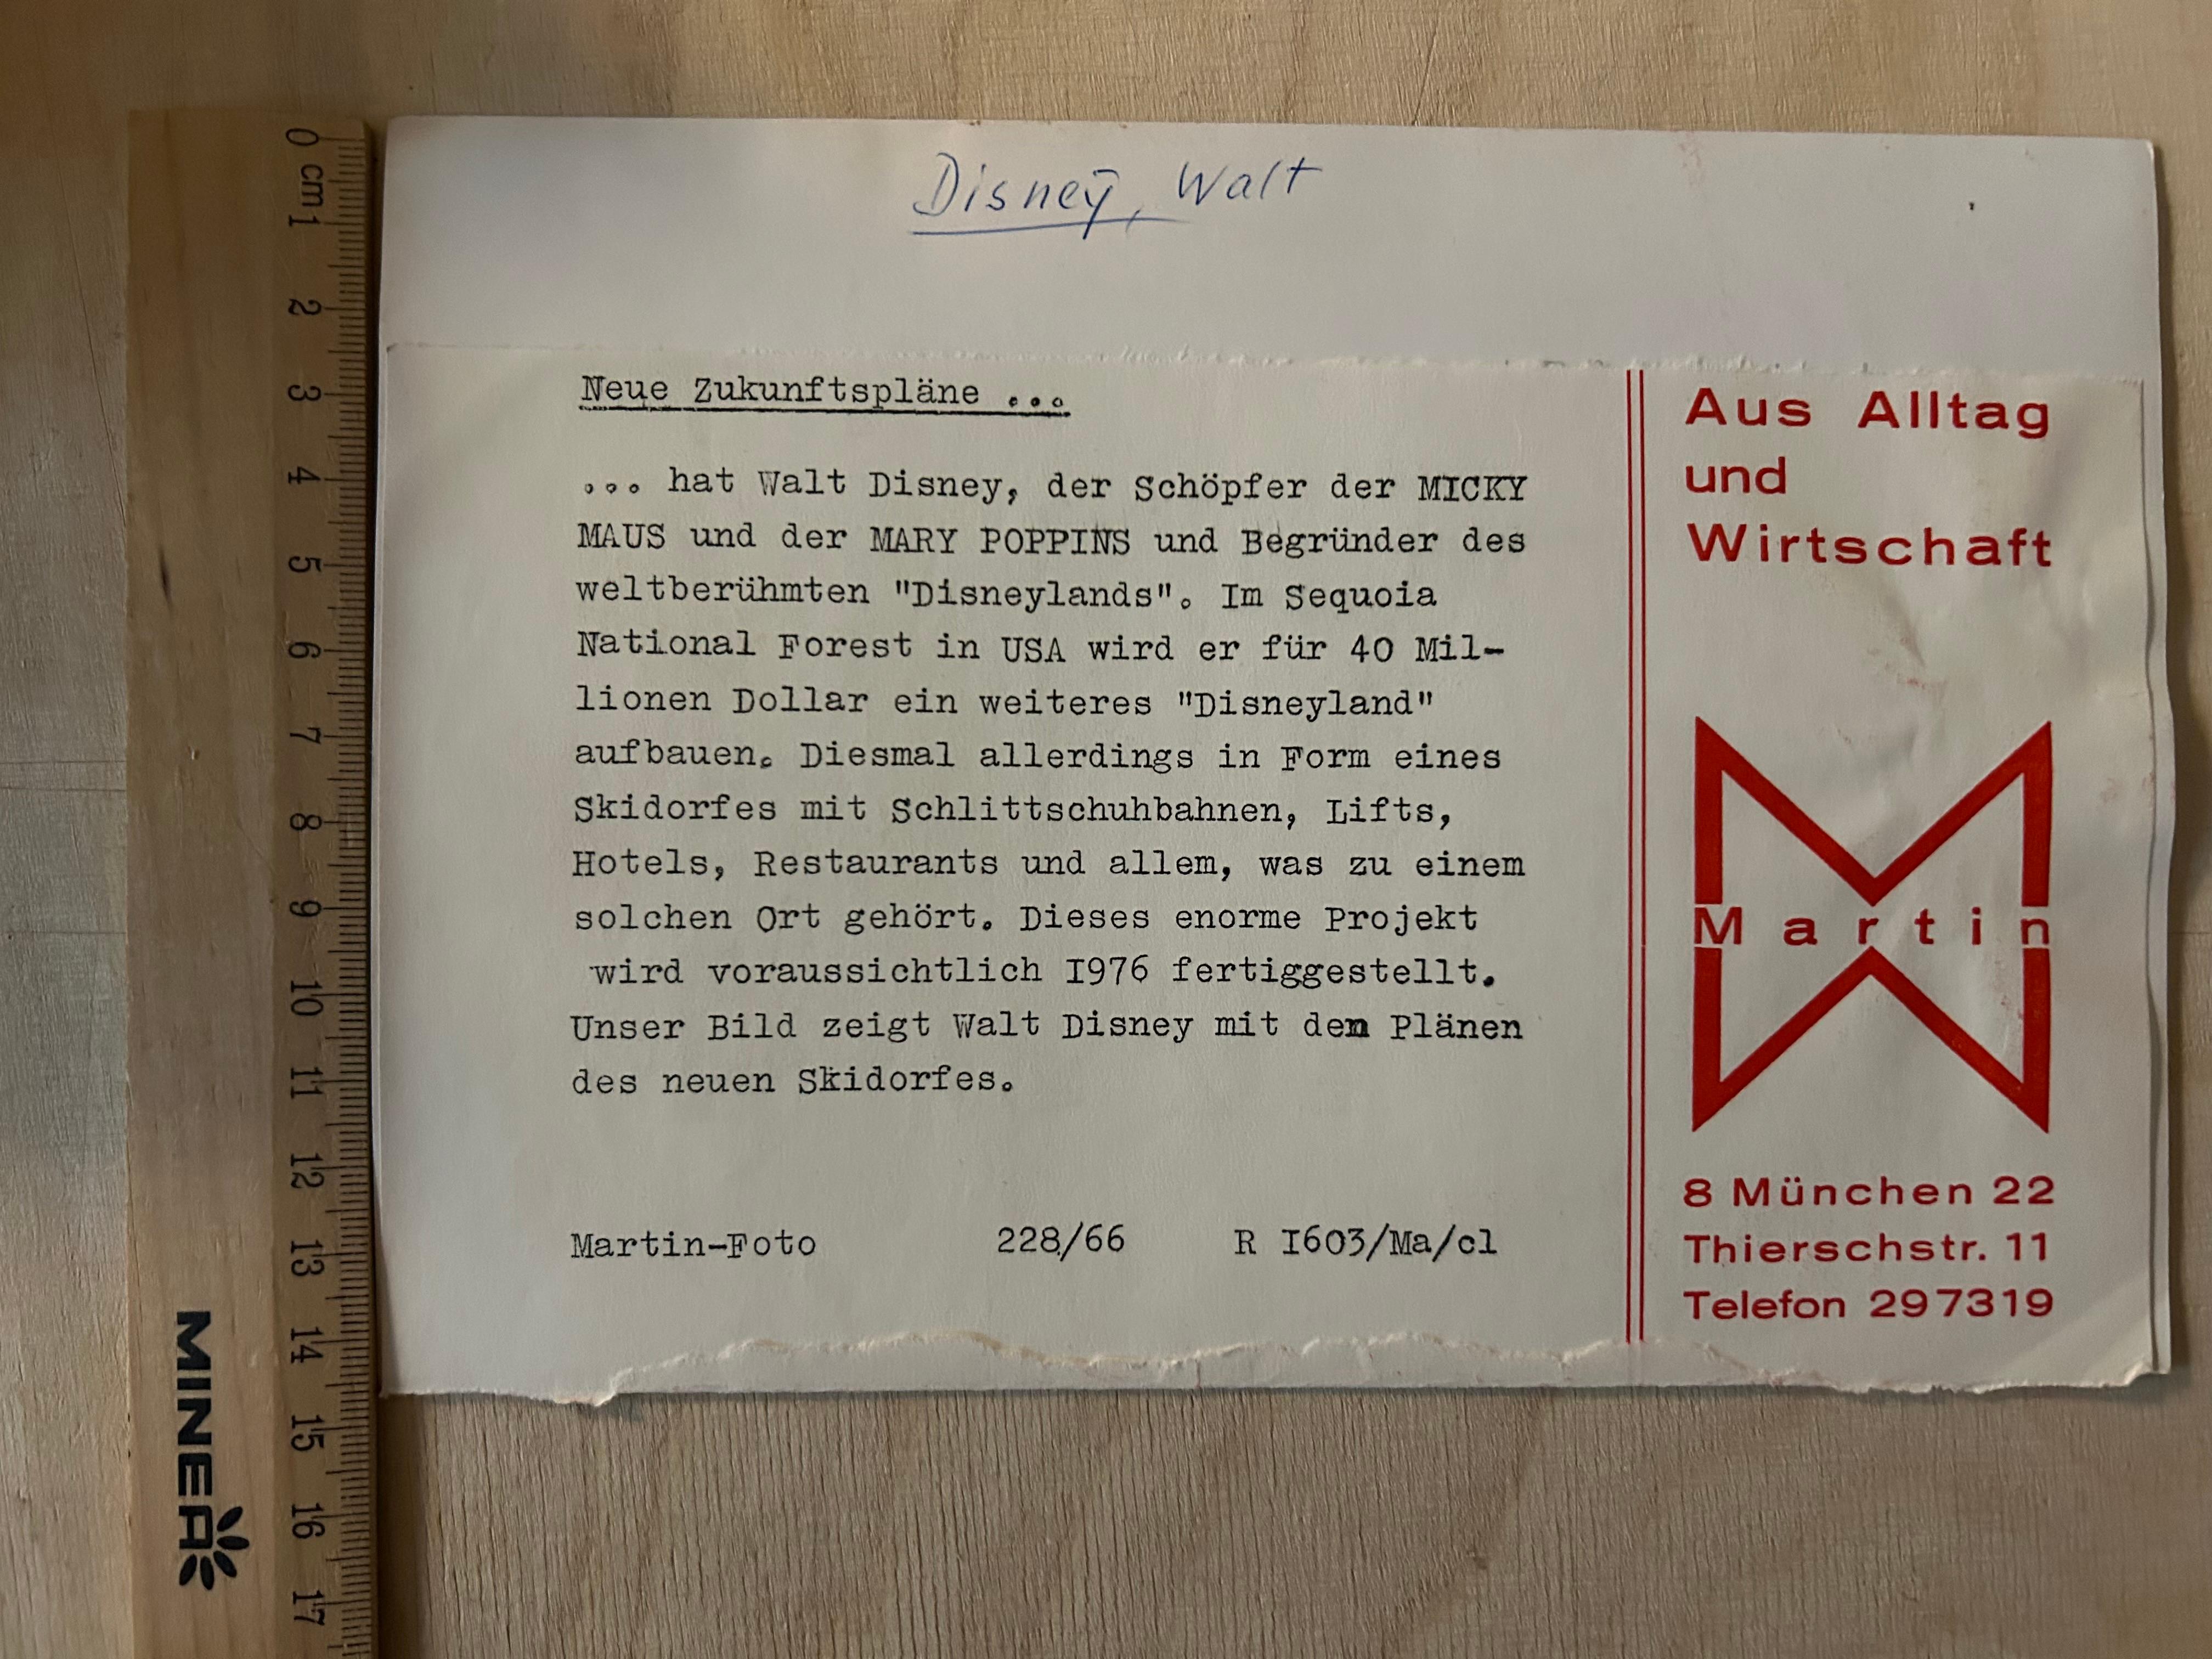 Disney, Walt
Neue Zukunftspläne ...
... hat Walt Disney, der Schöpfer der MICKY
MAUS und der MARY POPPINS und Begründer des
weltberühmten "Disneylands". Im Sequoia
National Forest in USA wird er für 40 Mil-
lionen Dollar ein weiteres "Disneyland"
aufbauen. Diesmal allerdings in Form eines
Skidorfes mit Schlittschuhbahnen, Lifts,
Hotels, Restaurants und allem, was zu einem
solchen Ort gehört. Dieses enorme Projekt
wird voraussichtlich I976 fertiggestellt.
Unser Bild zeigt Walt Disney mit den Plänen
des neuen Skidorfes.
Martin-Foto 228/66 R I603/Ma/cl
Aus Alltag
und
Wirtschaft
Martin
8 München 22
Thierschstr. 11
Telefon 297319
0 cm 1 2 3 4 5 6 7 8 9 10 11 12 13 14 15 16 17
MINERA